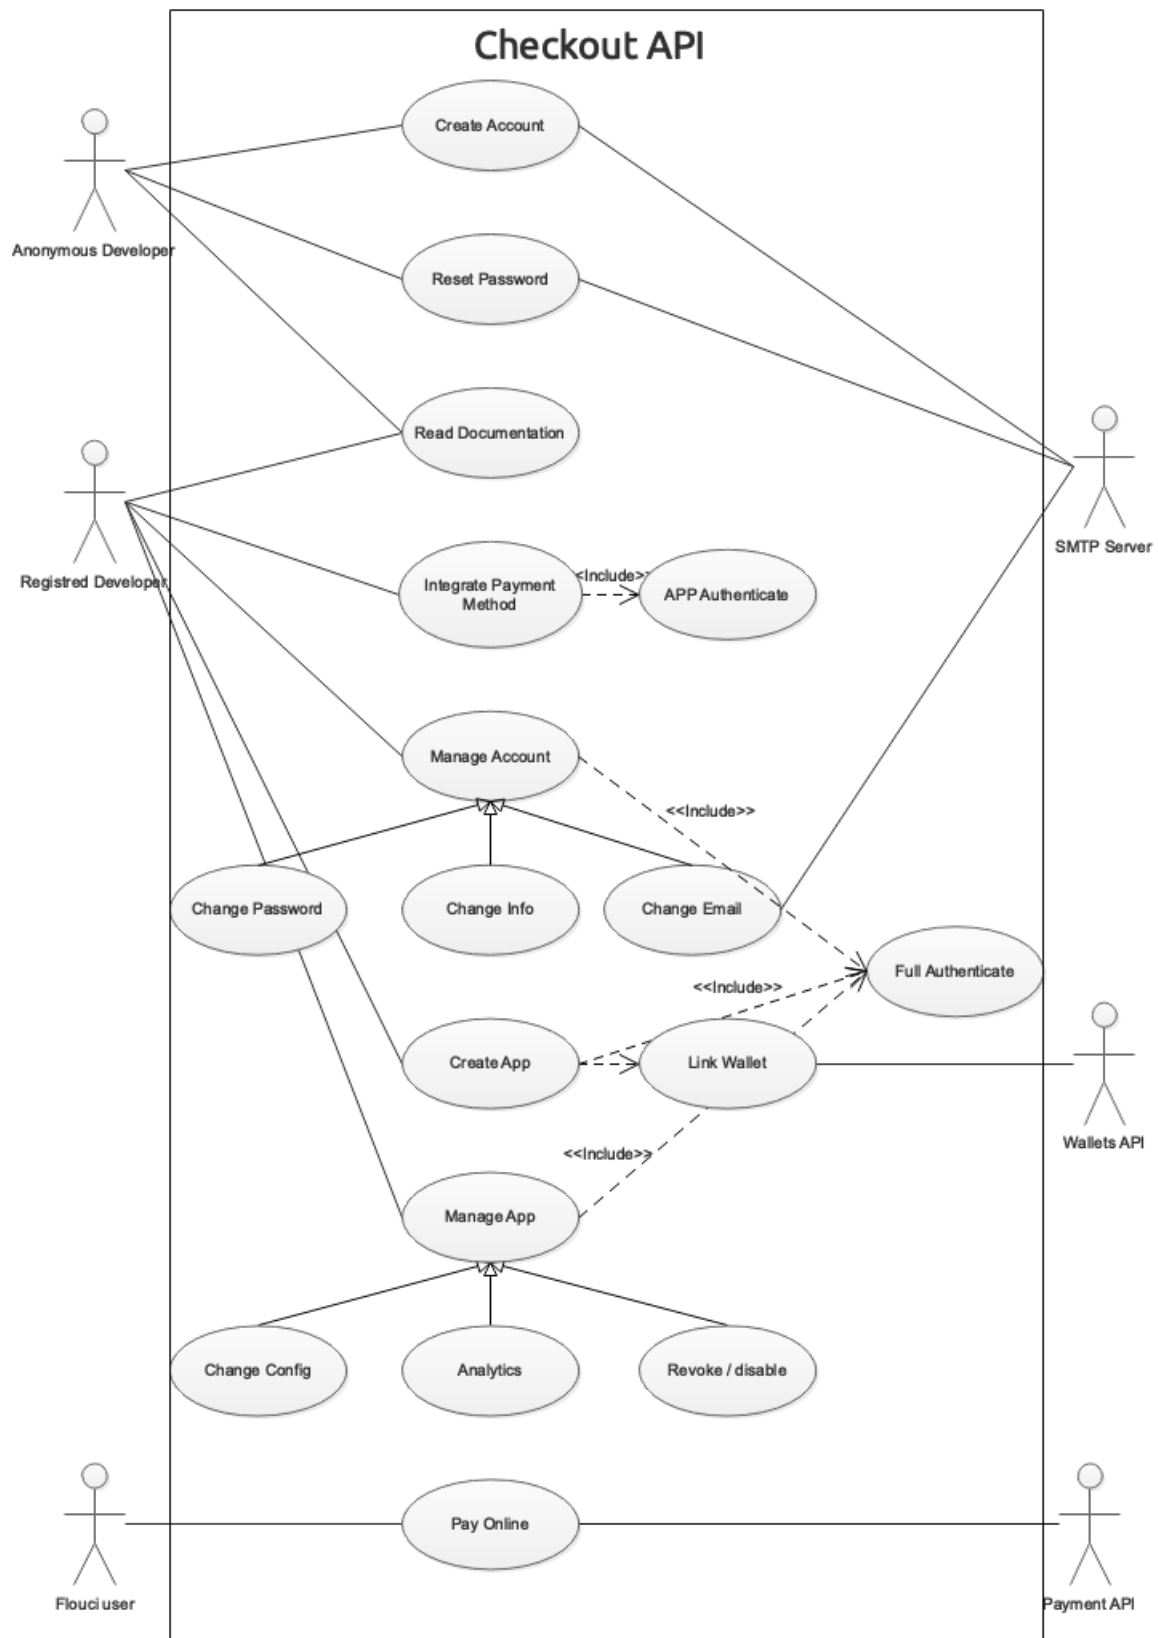 Checkout API
Create Account
Anonymous Developer
Reset Password
Read Documentation
SMTP Server
Registred Developer
Integrate Payment
Method
<Include>>
APP Authenticate
Manage Account
<<Include>>
Change Password
Change Info
Change Email
Full Authenticate
<<Include>>
Create App
Link Wallet
Wallets API
<<Include>>
Manage App
Change Config
Analytics
Revoke / disable
Pay Online
Flouci user
Payment API